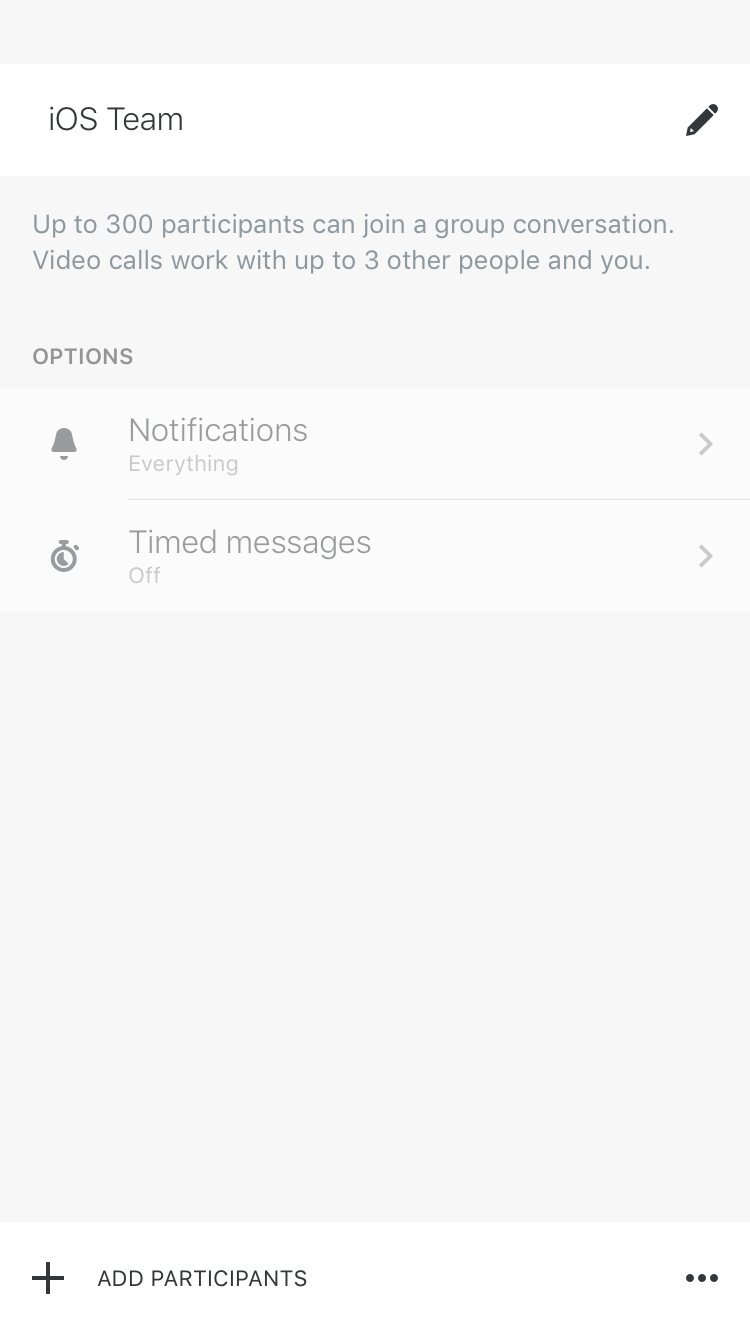 iOS Team
Up to 300 participants can join a group conversation.
Video calls work with up to 3 other people and you.
OPTIONS
Notifications
Everything
Timed messages
Off
ADD PARTICIPANTS